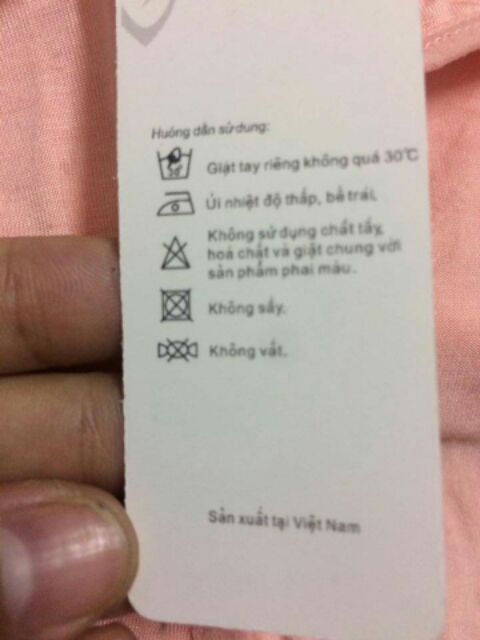 Hướng dẫn sử dụng:
Giặt tay riêng không quá 30°C
Ủi nhiệt độ thấp, bề trái.
Không sử dụng chất tẩy,
hoá chất và giặt chung với
sản phẩm phai màu.
Không sấy.
Không vắt.
Sản xuất tại Việt Nam